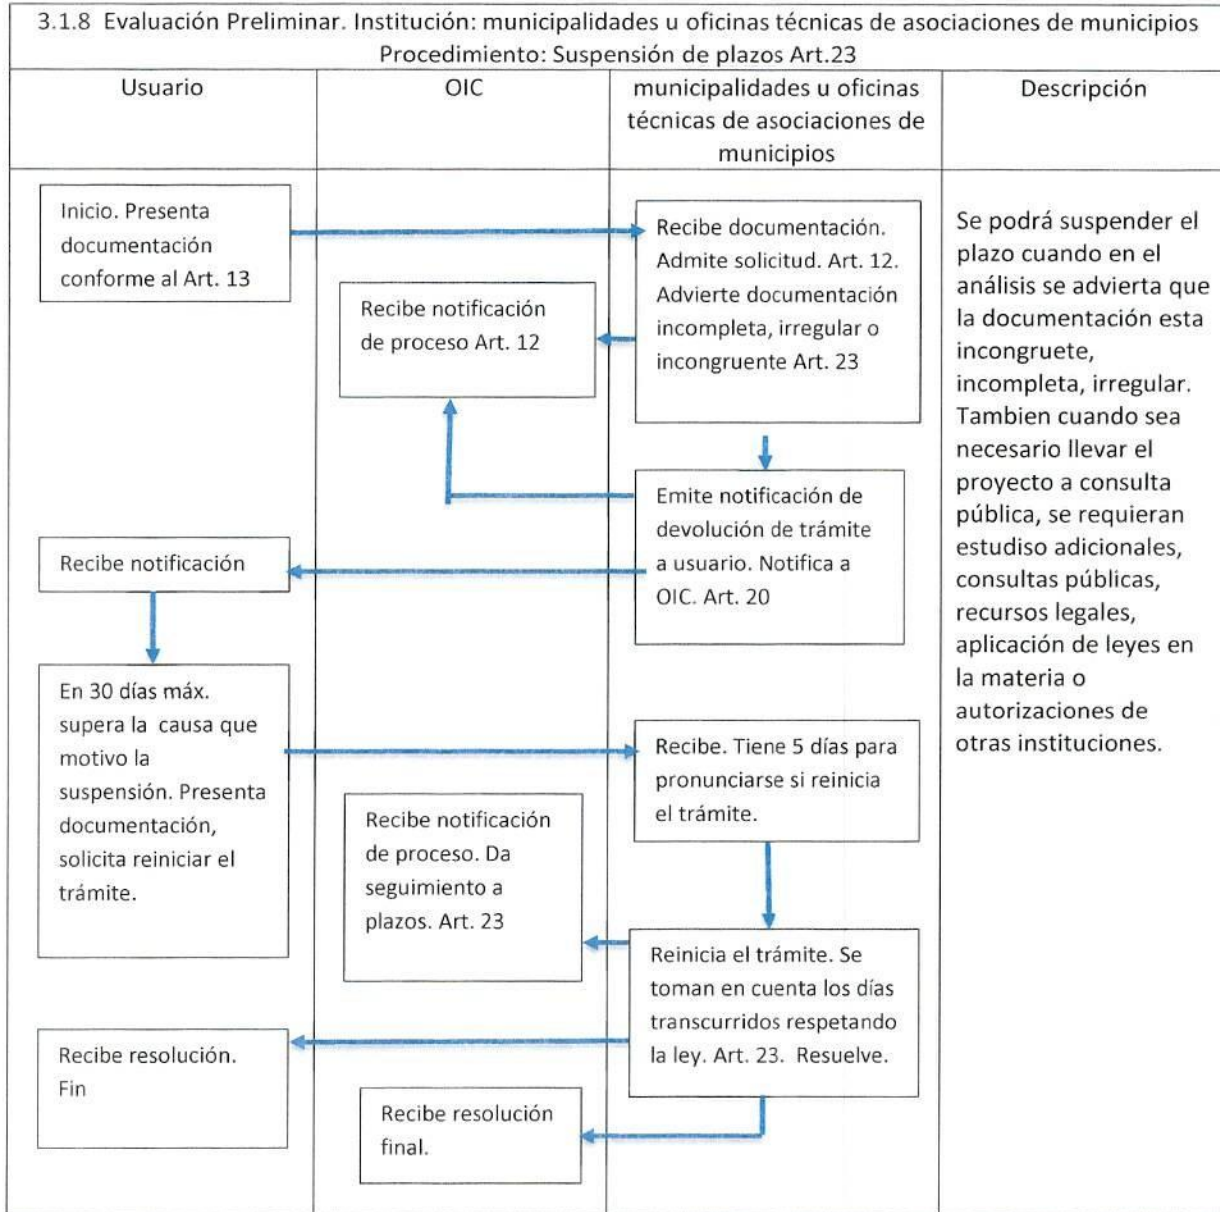 3.1.8 Evaluación Preliminar. Institución: municipalidades u oficinas técnicas de asociaciones de municipios
Procedimiento: Suspensión de plazos Art.23
Usuario
OIC
municipalidades u oficinas
técnicas de asociaciones de
municipios
Descripción
Inicio. Presenta
documentación
conforme al Art. 13
Recibe documentación.
Admite solicitud. Art. 12.
Advierte documentación
incompleta, irregular o
incongruente Art. 23
Recibe notificación
de proceso Art. 12
Emite notificación de
devolución de trámite
a usuario. Notifica a
OIC. Art. 20
Recibe notificación
En 30 días máx.
supera la causa que
motivo la
suspensión. Presenta
documentación,
solicita reiniciar el
trámite.
Recibe. Tiene 5 días para
pronunciarse si reinicia
el trámite.
Recibe notificación
de proceso. Da
seguimiento a
plazos. Art. 23
Reinicia el trámite. Se
toman en cuenta los días
transcurridos respetando
la ley. Art. 23. Resuelve.
Recibe resolución.
Fin
Recibe resolución
final.
Se podrá suspender el
plazo cuando en el
análisis se advierta que
la documentación esta
incongruete,
incompleta, irregular.
Tambien cuando sea
necesario llevar el
proyecto a consulta
pública, se requieran
estudiso adicionales,
consultas públicas,
recursos legales,
aplicación de leyes en
la materia o
autorizaciones de
otras instituciones.